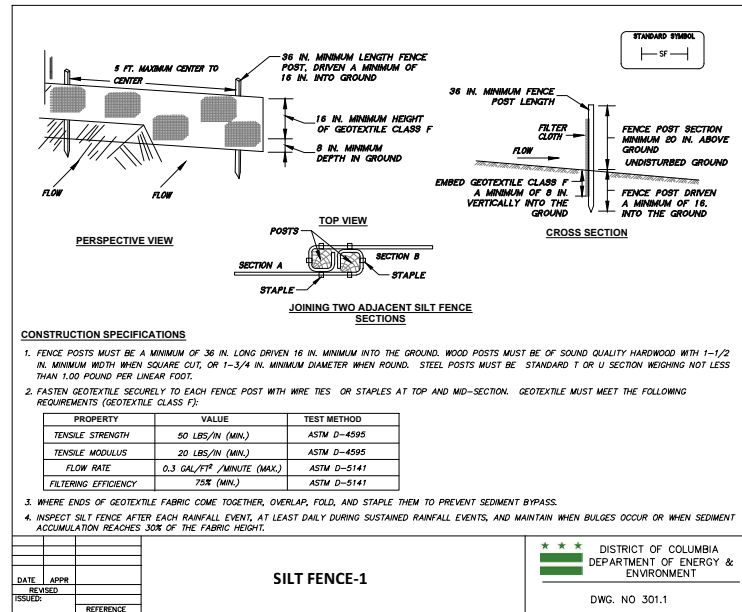 STANDARD SYMBOL
SF
5 FT. MAXIMUM CENTER TO
CENTER
36 IN. MINIMUM LENGTH FENCE
POST, DRIVEN A MINIMUM OF
16 IN. INTO GROUND
16 IN. MINIMUM HEIGHT
OF GEOTEXTILE CLASS F
8 IN. MINIMUM
DEPTH IN GROUND
FLOW
FLOW
PERSPECTIVE VIEW
36 IN. MINIMUM FENCE
POST LENGTH
FILTER
CLOTH
FLOW
FENCE POST SECTION
MINIMUM 20 IN. ABOVE
GROUND
UNDISTURBED GROUND
EMBED GEOTEXTILE CLASS F
A MINIMUM OF 8 IN.
VERTICALLY INTO THE
GROUND
FENCE POST DRIVEN
A MINIMUM OF 16.
INTO THE GROUND
CROSS SECTION
TOP VIEW
POSTS
SECTION A
SECTION B
STAPLE
STAPLE
JOINING TWO ADJACENT SILT FENCE
SECTIONS
CONSTRUCTION SPECIFICATIONS
1. FENCE POSTS MUST BE A MINIMUM OF 36 IN. LONG DRIVEN 16 IN. MINIMUM INTO THE GROUND. WOOD POSTS MUST BE OF SOUND QUALITY HARDWOOD WITH 1-1/2
IN. MINIMUM WIDTH WHEN SQUARE CUT, OR 1-3/4 IN. MINIMUM DIAMETER WHEN ROUND. STEEL POSTS MUST BE STANDARD T OR U SECTION WEIGHING NOT LESS
THAN 1.00 POUND PER LINEAR FOOT.
2. FASTEN GEOTEXTILE SECURELY TO EACH FENCE POST WITH WIRE TIES OR STAPLES AT TOP AND MID-SECTION. GEOTEXTILE MUST MEET THE FOLLOWING
REQUIREMENTS (GEOTEXTILE CLASS F):
PROPERTY VALUE TEST METHOD
TENSILE STRENGTH 50 LBS/IN (MIN.) ASTM D-4595
TENSILE MODULUS 20 LBS/IN (MIN.) ASTM D-4595
FLOW RATE 0.3 GAL/FT² /MINUTE (MAX.) ASTM D-5141
FILTERING EFFICIENCY 75% (MIN.) ASTM D-5141
3. WHERE ENDS OF GEOTEXTILE FABRIC COME TOGETHER, OVERLAP, FOLD, AND STAPLE THEM TO PREVENT SEDIMENT BYPASS.
4. INSPECT SILT FENCE AFTER EACH RAINFALL EVENT, AT LEAST DAILY DURING SUSTAINED RAINFALL EVENTS, AND MAINTAIN WHEN BULGES OCCUR OR WHEN SEDIMENT
ACCUMULATION REACHES 30% OF THE FABRIC HEIGHT.
DATE APPR
REVISED
ISSUED:
REFERENCE
SILT FENCE-1
DISTRICT OF COLUMBIA
DEPARTMENT OF ENERGY &
ENVIRONMENT
DWG. NO 301.1